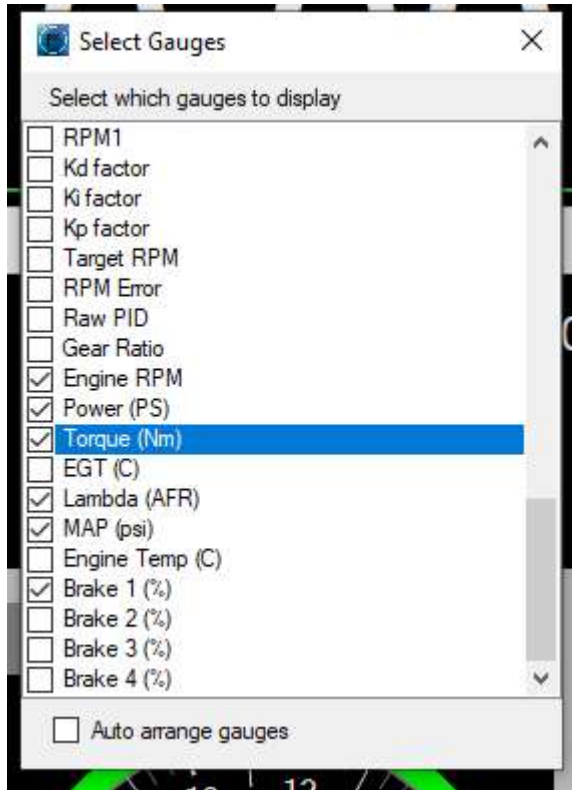 Select Gauges
Select which gauges to display
RPM1
Kd factor
Ki factor
Kp factor
Target RPM
RPM Error
Raw PID
Gear Ratio
Engine RPM
Power (PS)
Torque (Nm)
EGT (C)
Lambda (AFR)
MAP (psi)
Engine Temp (C)
Brake 1 (%)
Brake 2 (%)
Brake 3 (%)
Brake 4 (%)
Auto arrange gauges
12